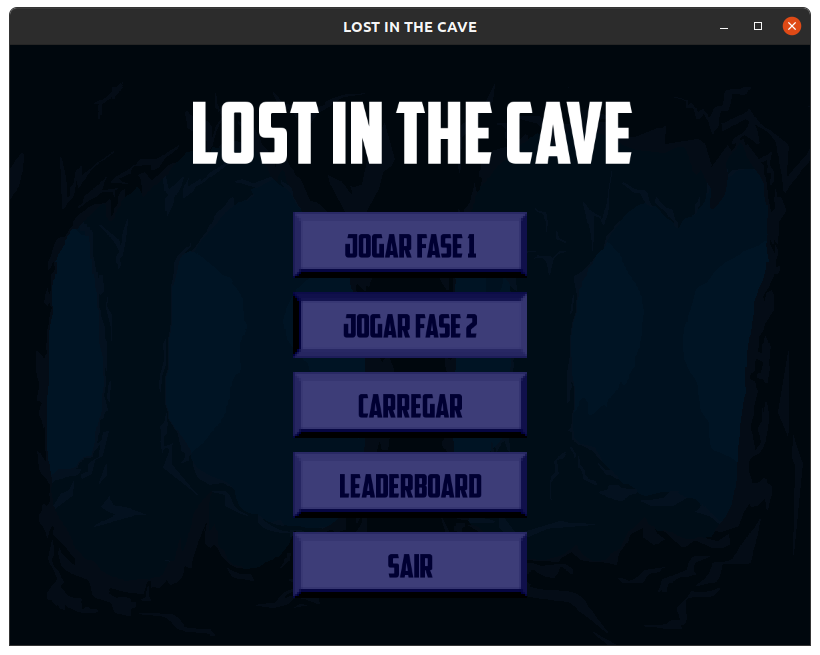 LOST IN THE CAVE
LOST IN THE CAVE
JOGAR FASE 1
JOGAR FASE 2
CARREGAR
LEADERBOARD
SAIR